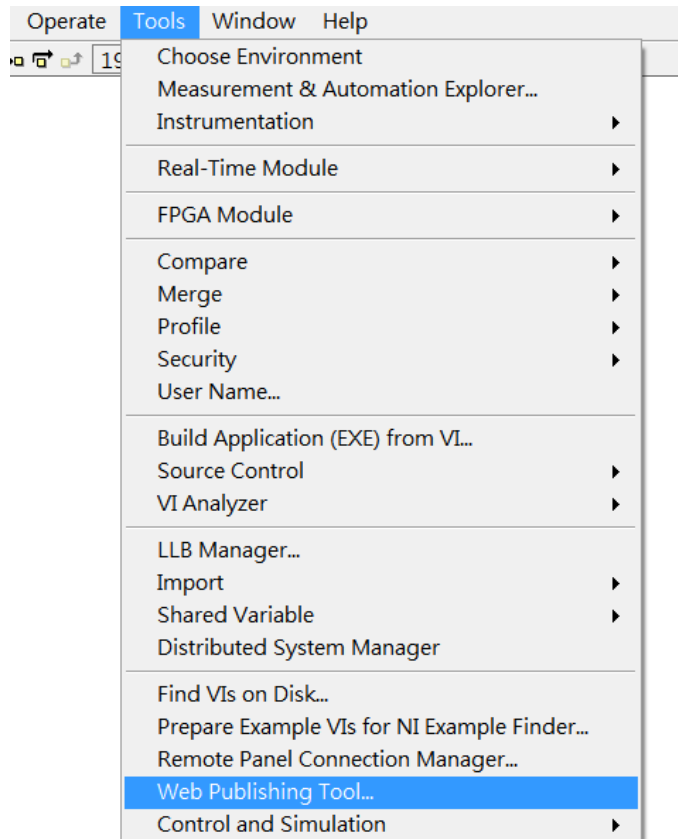 Operate Tools Window Help
19
Choose Environment
Measurement & Automation Explorer...
Instrumentation
Real-Time Module
FPGA Module
Compare
Merge
Profile
Security
User Name...
Build Application (EXE) from VI...
Source Control
VI Analyzer
LLB Manager...
Import
Shared Variable
Distributed System Manager
Find VIs on Disk...
Prepare Example VIs for NI Example Finder...
Remote Panel Connection Manager...
Web Publishing Tool...
Control and Simulation